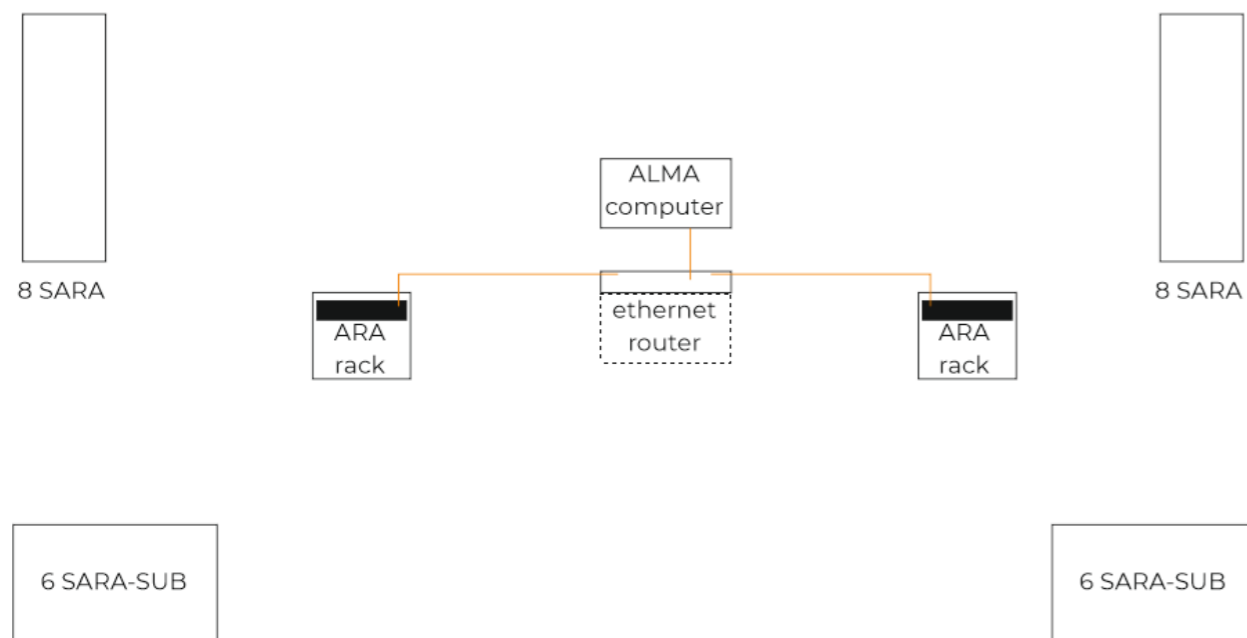 ALMA
computer
8 SARA
8 SARA
ethernet
router
ARA
rack
ARA
rack
6 SARA-SUB
6 SARA-SUB